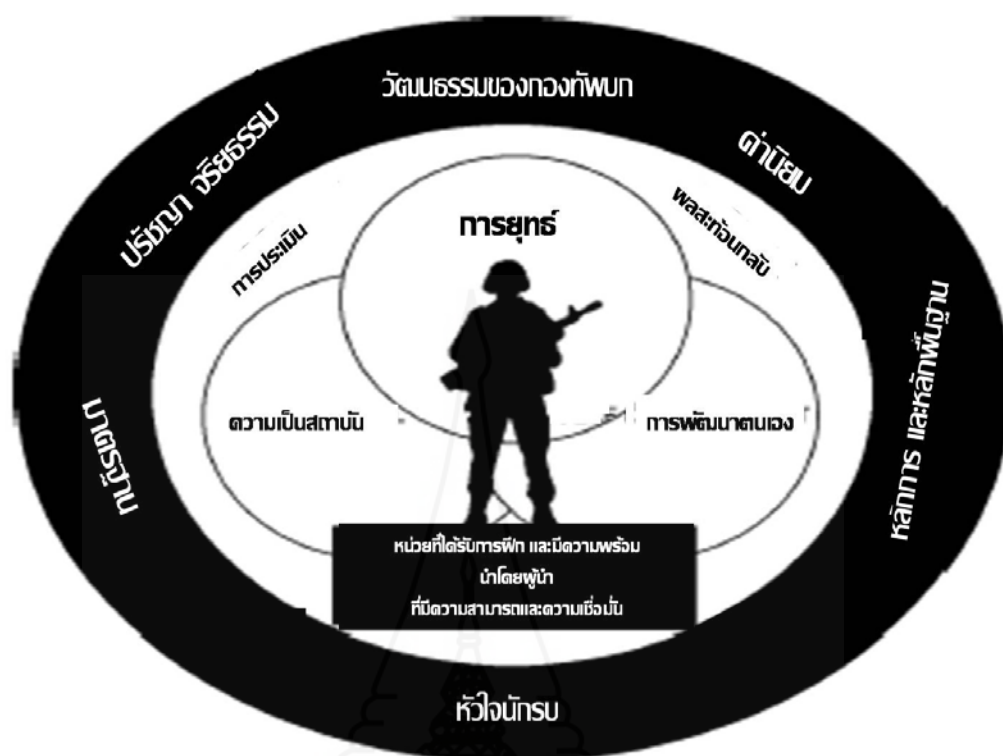 วัฒนธรรมของกองทัพบก
ปรัชญา จริยธรรม
ค่านิยม
การยุทธ์
การประเมิน
ผลสะท้อนกลับ
มาตรฐาน
ความเป็นสถาบัน
การพัฒนาตนเอง
หลักการ และหลักพื้นฐาน
หน่วยที่ได้รับการฝึก และมีความพร้อม
นำโดยผู้นำ
ที่มีความสามารถและความเชื่อมั่น
หัวใจนักรบ